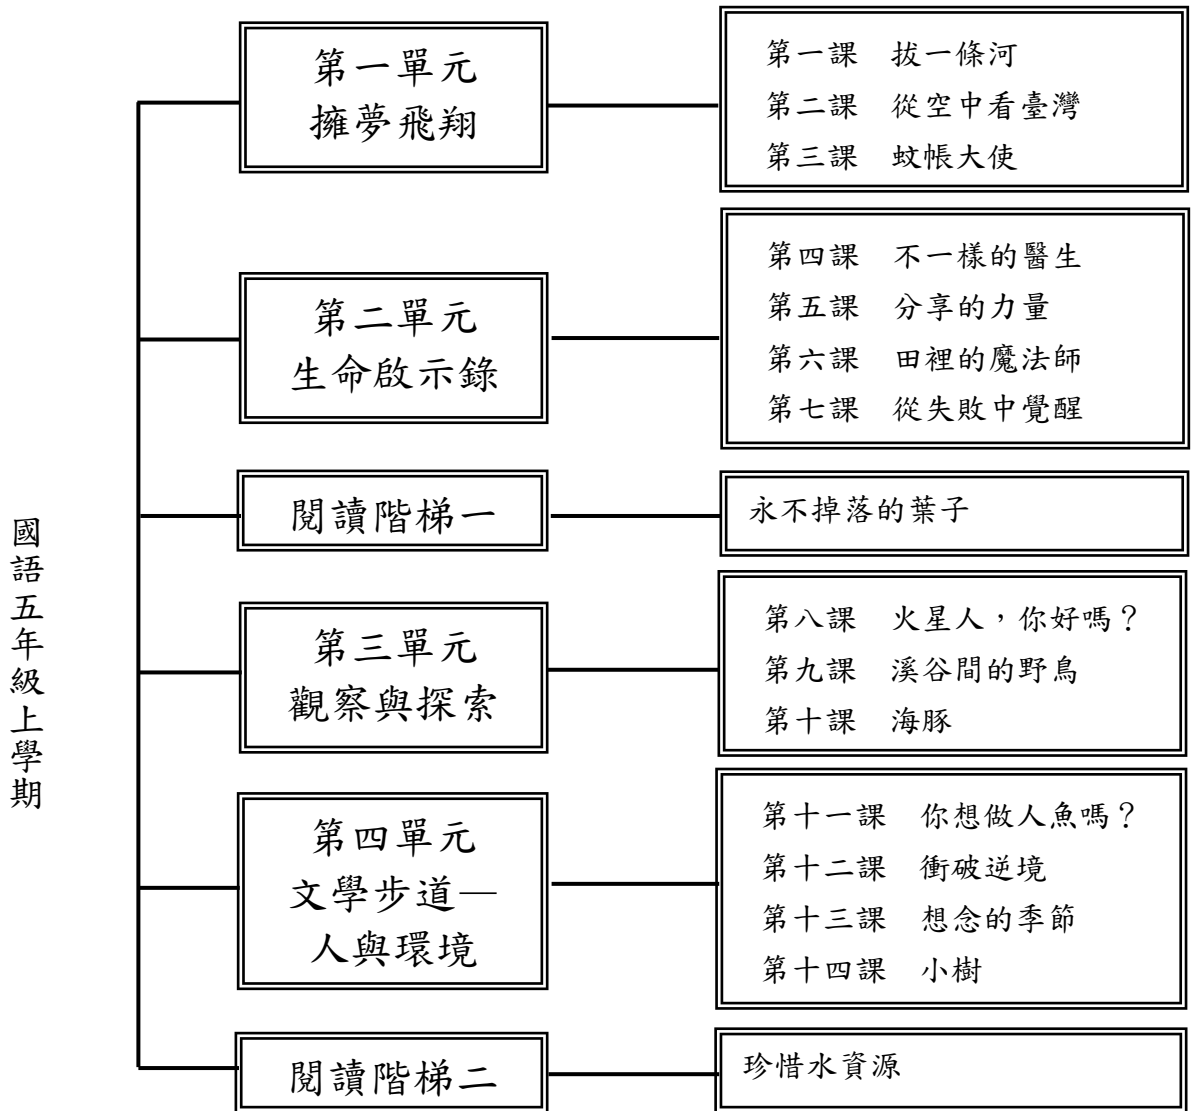 國語五年級上學期
第一單元
擁夢飛翔
第一課 拔一條河
第二課 從空中看臺灣
第三課 蚊帳大使
第二單元
生命啟示錄
第四課 不一樣的醫生
第五課 分享的力量
第六課 田裡的魔法師
第七課 從失敗中覺醒
閱讀階梯一
永不掉落的葉子
第三單元
觀察與探索
第八課 火星人，你好嗎？
第九課 溪谷間的野鳥
第十課 海豚
第四單元
文學步道—
人與環境
第十一課 你想做人魚嗎？
第十二課 衝破逆境
第十三課 想念的季節
第十四課 小樹
閱讀階梯二
珍惜水資源